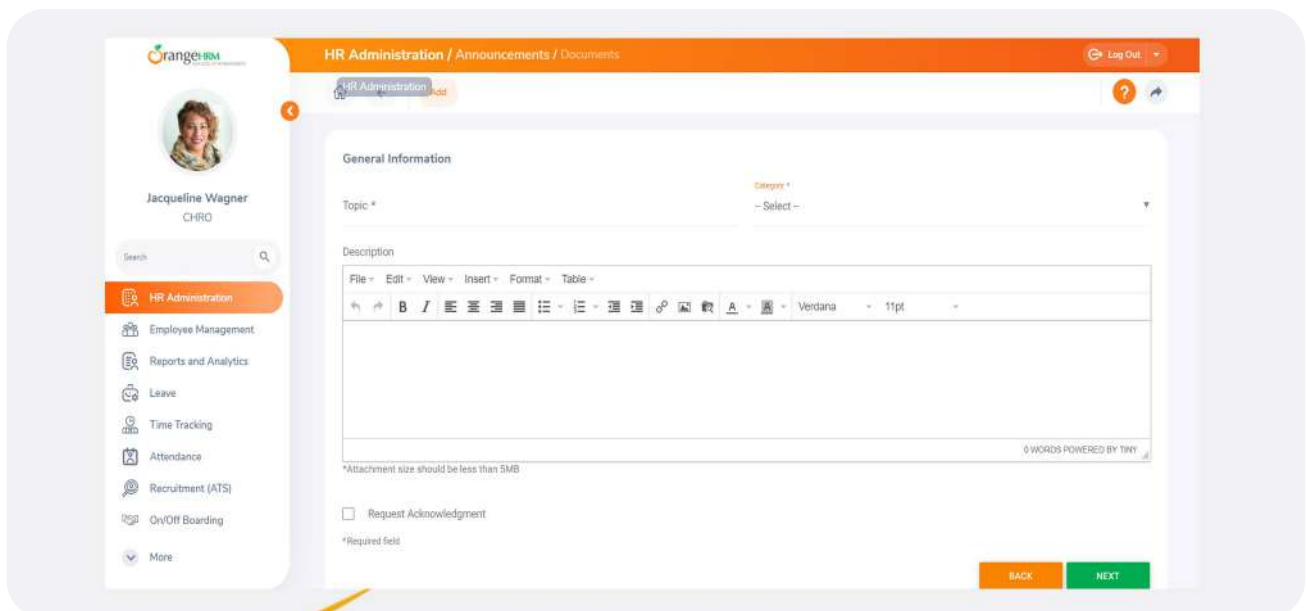 OrangeHRM
HR Administration / Announcements / Documents
Log Out
HR Administration
Add
?
Jacqueline Wagner
CHRO
Search
HR Administration
Employee Management
Reports and Analytics
Leave
Time Tracking
Attendance
Recruitment (ATS)
On/Off Boarding
More
General Information
Topic *
Category *
-- Select --
Description
File Edit View Insert Format Table
B I A A Verdana 11pt
0 WORDS POWERED BY TINY
*Attachment size should be less than 5MB
Request Acknowledgment
*Required field
BACK NEXT